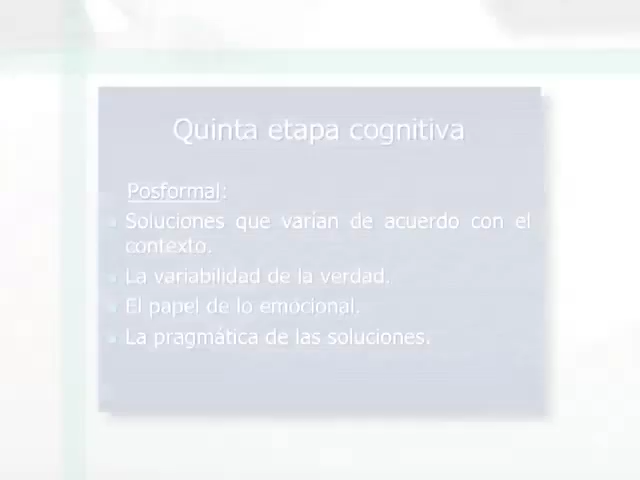 Quinta etapa cognitiva
Posformal:
Soluciones que varían de acuerdo con el
contexto.
La variabilidad de la verdad.
El papel de lo emocional.
La pragmática de las soluciones.